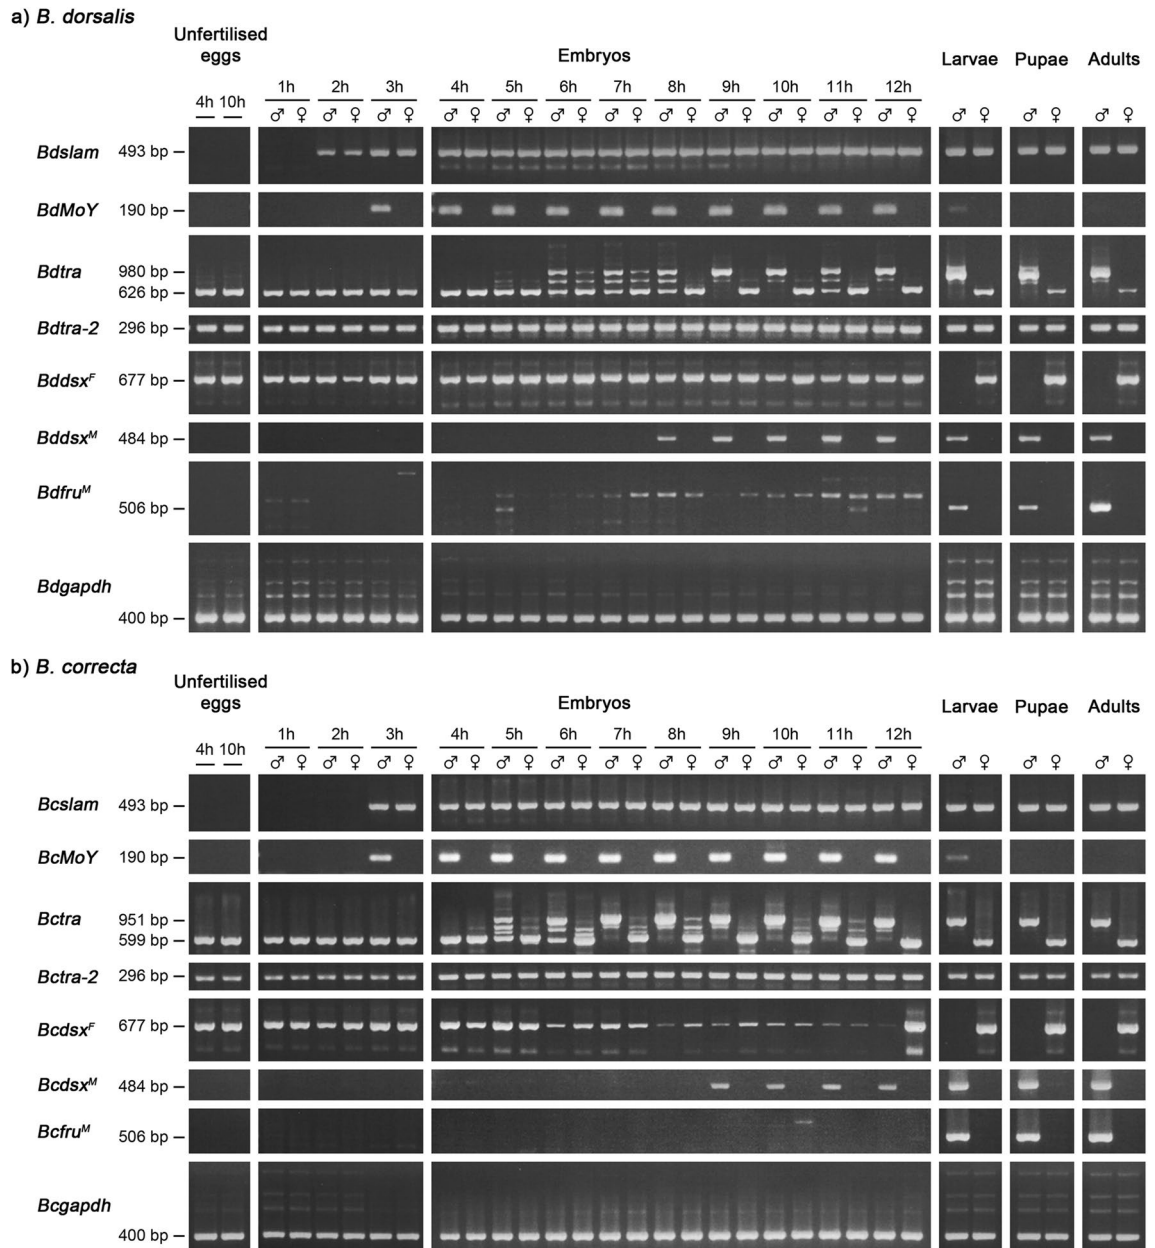 a) B. dorsalis
Unfertilised
eggs
Embryos
Larvae Pupae Adults
4h 10h 1h 2h 3h 4h 5h 6h 7h 8h 9h 10h 11h 12h
♂ ♀ ♂ ♀ ♂ ♀ ♂ ♀ ♂ ♀ ♂ ♀ ♂ ♀ ♂ ♀ ♂ ♀ ♂ ♀ ♂ ♀ ♂ ♀ ♂ ♀ ♂ ♀ ♂ ♀
Bdslam 493 bp
BdMoY 190 bp
Bdtra 980 bp
626 bp
Bdtra-2 296 bp
BddsxF 677 bp
BddsxM 484 bp
BdfruM
506 bp
Bdgapdh
400 bp
b) B. correcta
Unfertilised
eggs
Embryos
Larvae Pupae Adults
4h 10h 1h 2h 3h 4h 5h 6h 7h 8h 9h 10h 11h 12h
♂ ♀ ♂ ♀ ♂ ♀ ♂ ♀ ♂ ♀ ♂ ♀ ♂ ♀ ♂ ♀ ♂ ♀ ♂ ♀ ♂ ♀ ♂ ♀ ♂ ♀ ♂ ♀ ♂ ♀
Bcslam 493 bp
BcMoY 190 bp
Bctra 951 bp
599 bp
Bctra-2 296 bp
BcdsxF 677 bp
BcdsxM 484 bp
BcfruM 506 bp
Bcgapdh
400 bp